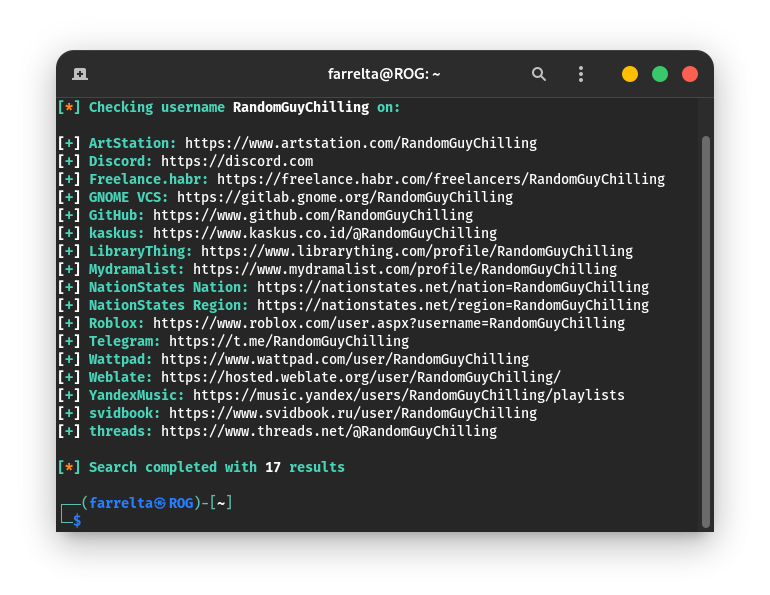 farrelta@ROG: ~
[*] Checking username RandomGuyChilling on:
[+] ArtStation: https://www.artstation.com/RandomGuyChilling
[+] Discord: https://discord.com
[+] Freelance.habr: https://freelance.habr.com/freelancers/RandomGuyChilling
[+] GNOME VCS: https://gitlab.gnome.org/RandomGuyChilling
[+] GitHub: https://www.github.com/RandomGuyChilling
[+] kaskus: https://www.kaskus.co.id/@RandomGuyChilling
[+] LibraryThing: https://www.librarything.com/profile/RandomGuyChilling
[+] Mydramalist: https://www.mydramalist.com/profile/RandomGuyChilling
[+] NationStates Nation: https://nationstates.net/nation=RandomGuyChilling
[+] NationStates Region: https://nationstates.net/region=RandomGuyChilling
[+] Roblox: https://www.roblox.com/user.aspx?username=RandomGuyChilling
[+] Telegram: https://t.me/RandomGuyChilling
[+] Wattpad: https://www.wattpad.com/user/RandomGuyChilling
[+] Weblate: https://hosted.weblate.org/user/RandomGuyChilling/
[+] YandexMusic: https://music.yandex/users/RandomGuyChilling/playlists
[+] svidbook: https://www.svidbook.ru/user/RandomGuyChilling
[+] threads: https://www.threads.net/@RandomGuyChilling
[*] Search completed with 17 results
┌──(farrelta㉿ROG)-[~]
└─$